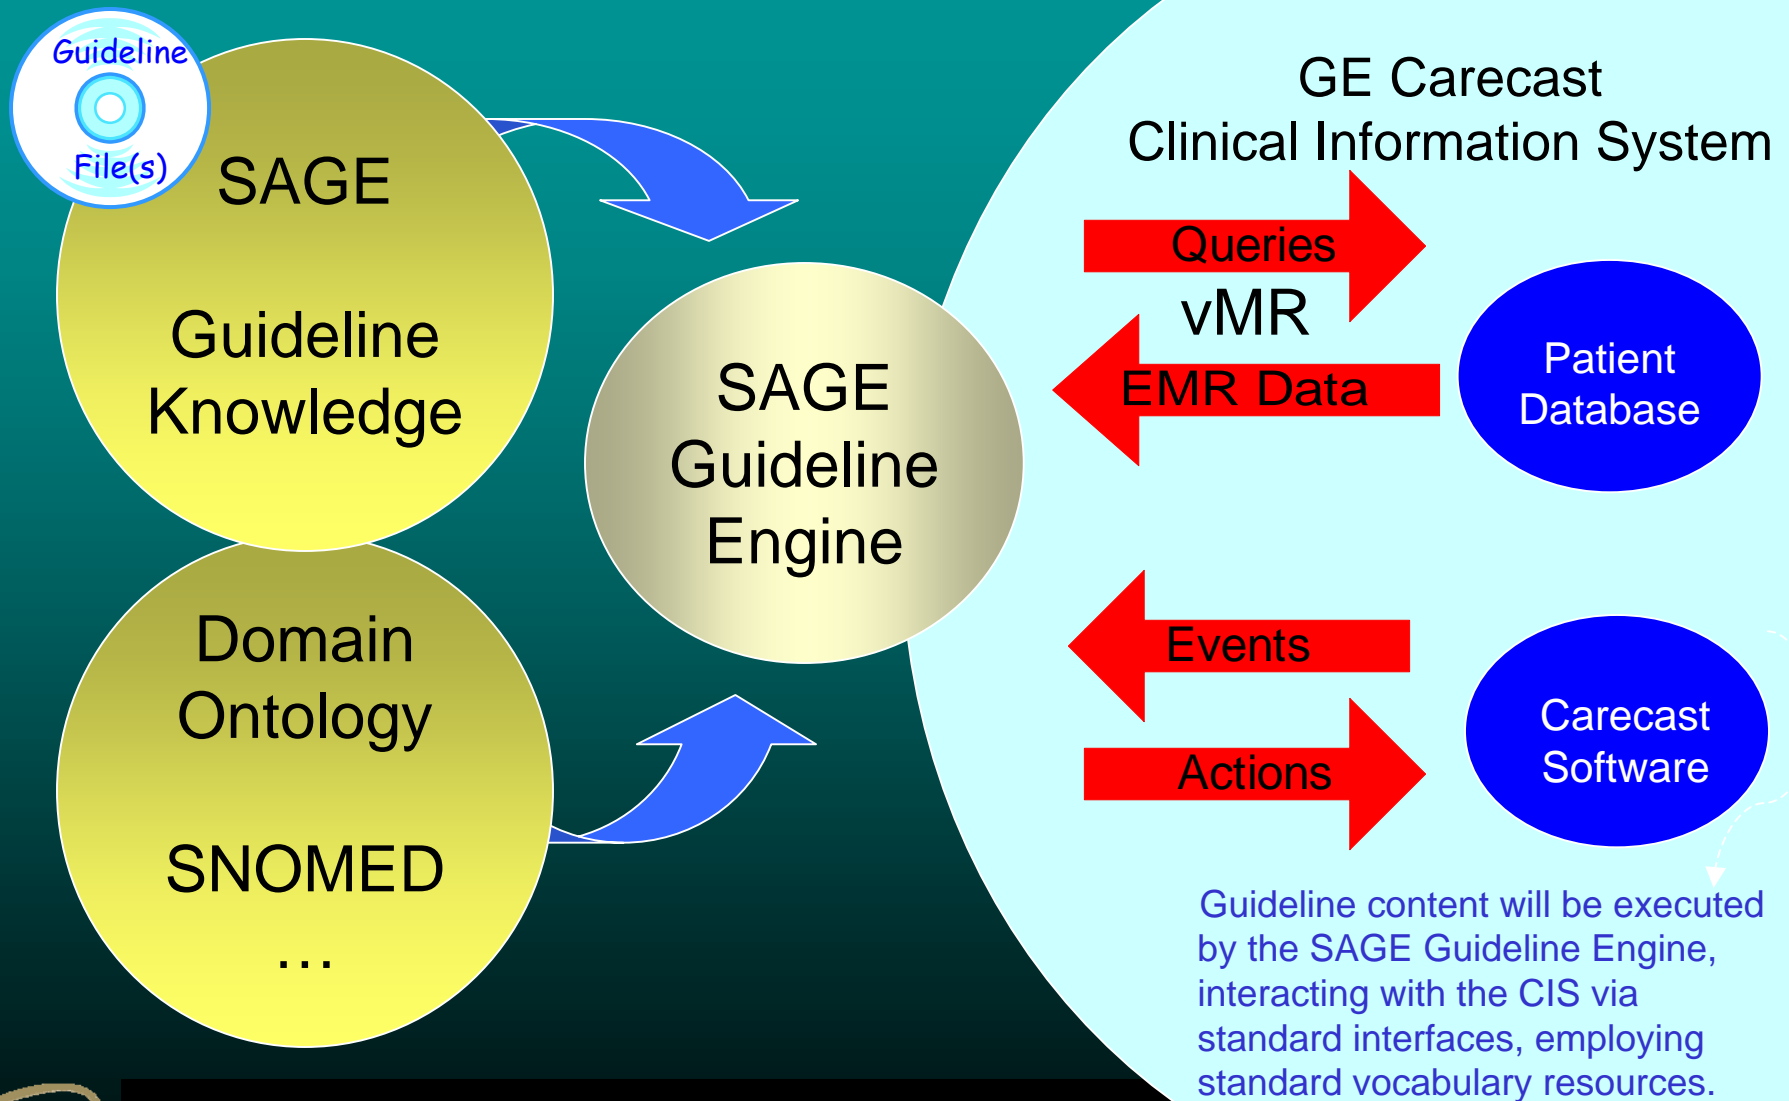 Guideline
File(s)
SAGE
Guideline
Knowledge
Domain
Ontology
SNOMED
…
SAGE
Guideline
Engine
GE Carecast
Clinical Information System
Queries
vMR
EMR Data
Patient
Database
Events
Actions
Carecast
Software
Guideline content will be executed
by the SAGE Guideline Engine,
interacting with the CIS via
standard interfaces, employing
standard vocabulary resources.